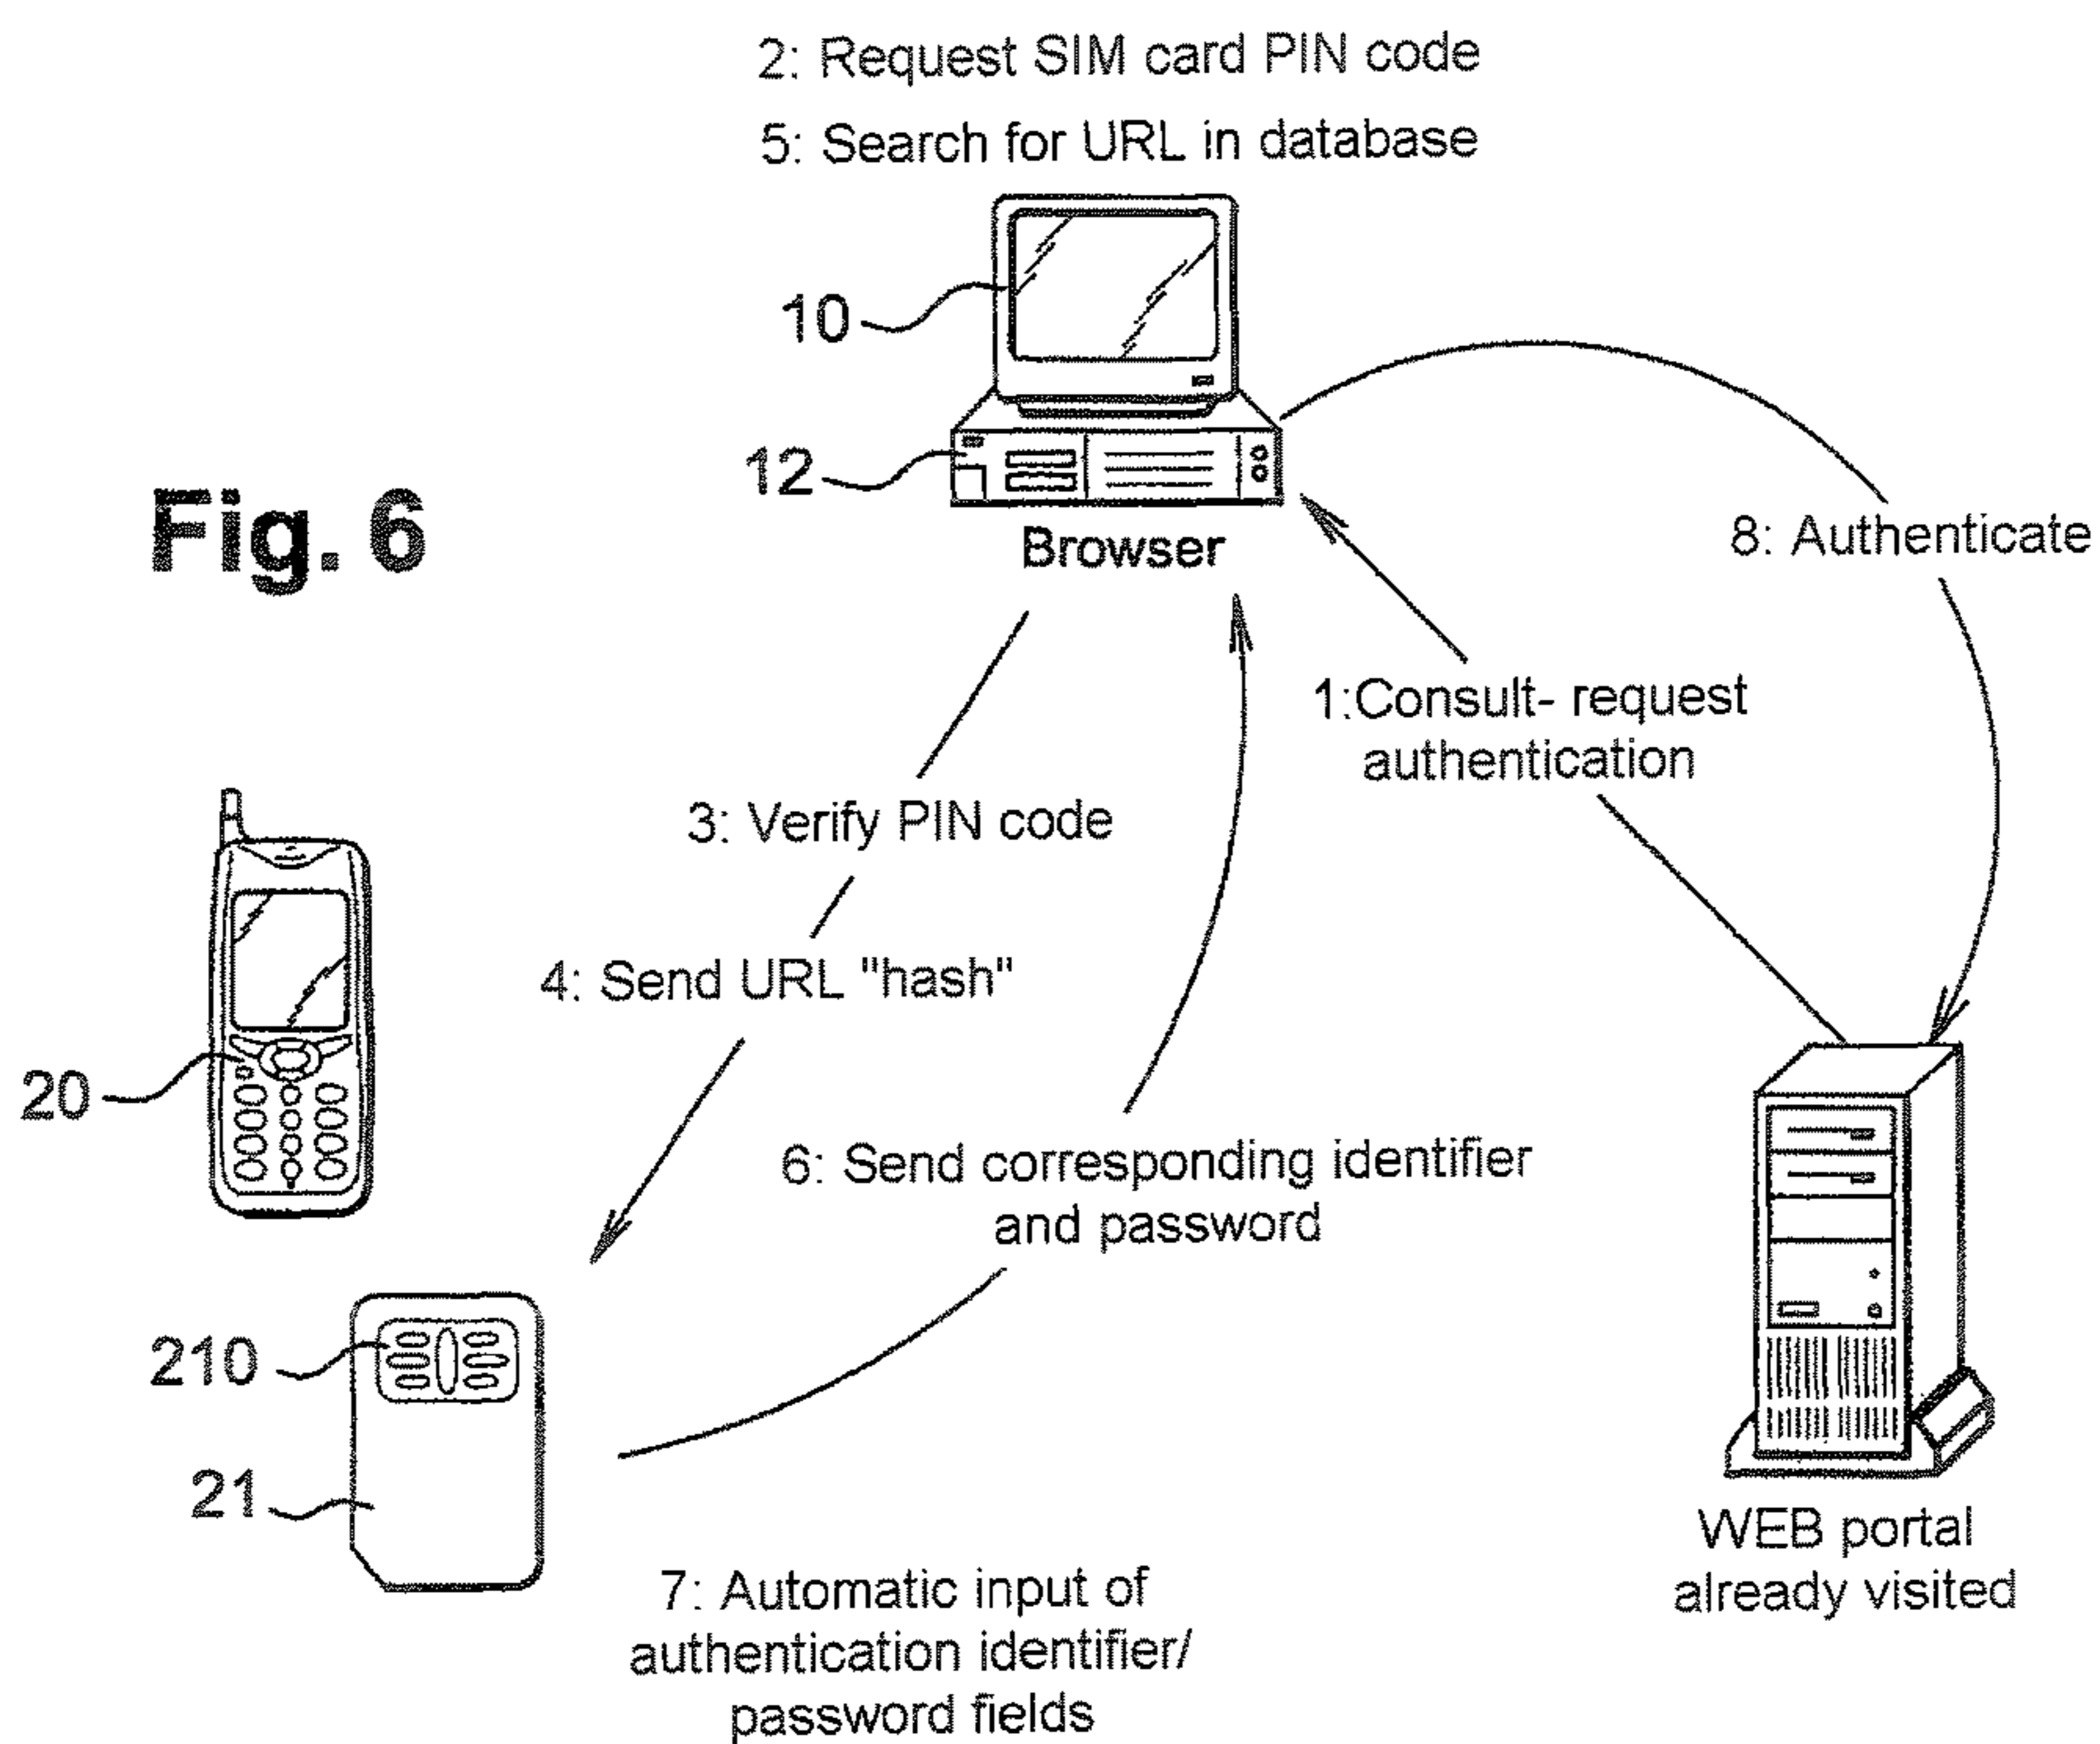 2: Request SIM card PIN code
5: Search for URL in database
10
12
Fig. 6
Browser
8: Authenticate
1:Consult- request
authentication
3: Verify PIN code
4: Send URL "hash"
20
6: Send corresponding identifier
and password
210
21
WEB portal
already visited
7: Automatic input of
authentication identifier/
password fields